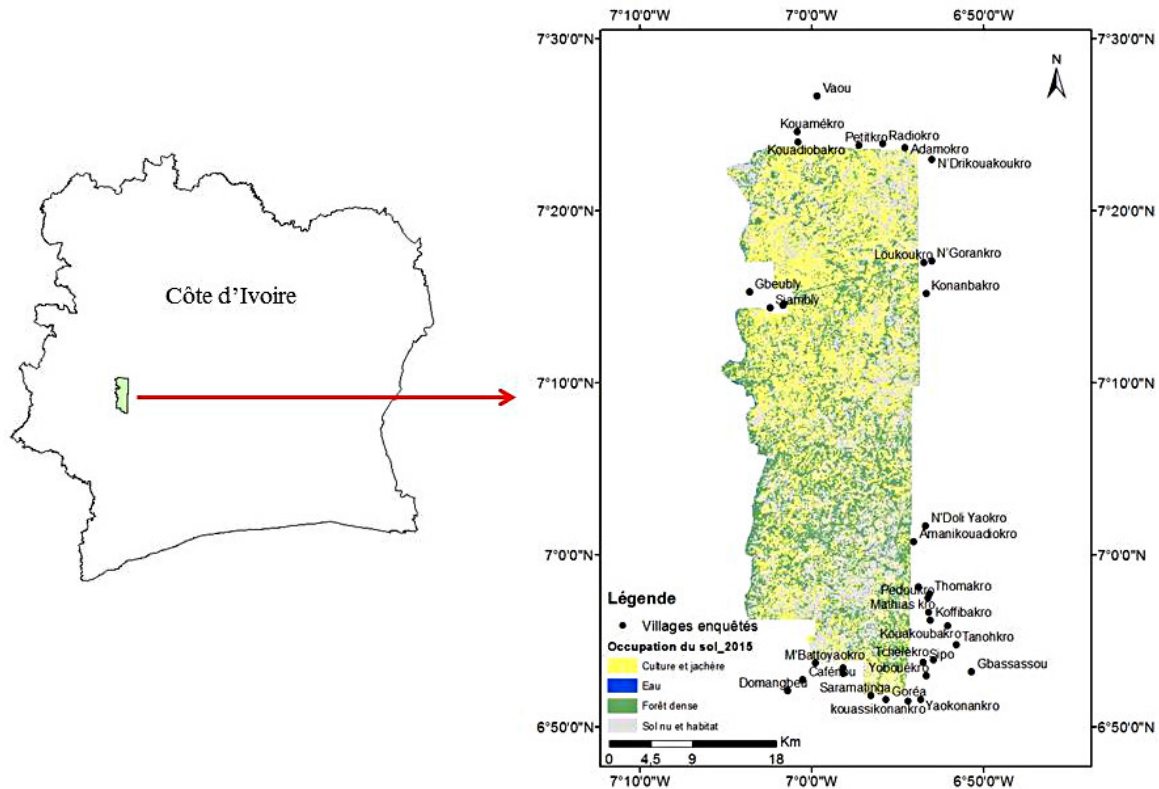 Côte d'Ivoire
7°10'0"W 7°0'0"W 6°50'0"W
7°30'0"N 7°30'0"N
N
Vaou
Kouamékro
Kouadiobakro
Petitkro
Radiokro
Adamokro
N'Drikouakoukro
7°20'0"N 7°20'0"N
Loukoukro
N'Gorankro
Gbeubly
Konanbakro
Siambly
7°10'0"N 7°10'0"N
N'Doli Yaokro
Amanikouadiokro
7°0'0"N 7°0'0"N
Pedoukro
Thomakro
Mathias kro
Koffibakro
Kouakoubakro
Tanohkro
M'Battoyaokro
Tchelekro
Sipo
Caférnou
Yobouekro
Gbassassou
Domangbeu
Saramatinga
Goréa
kouassikonankro
Yaokonankro
6°50'0"N 6°50'0"N
Légende
Villages enquêtés
Occupation du sol_2015
Culture et jachère
Eau
Forêt dense
Sol nu et habitat
Km
0 4,5 9 18
7°10'0"W 7°0'0"W 6°50'0"W